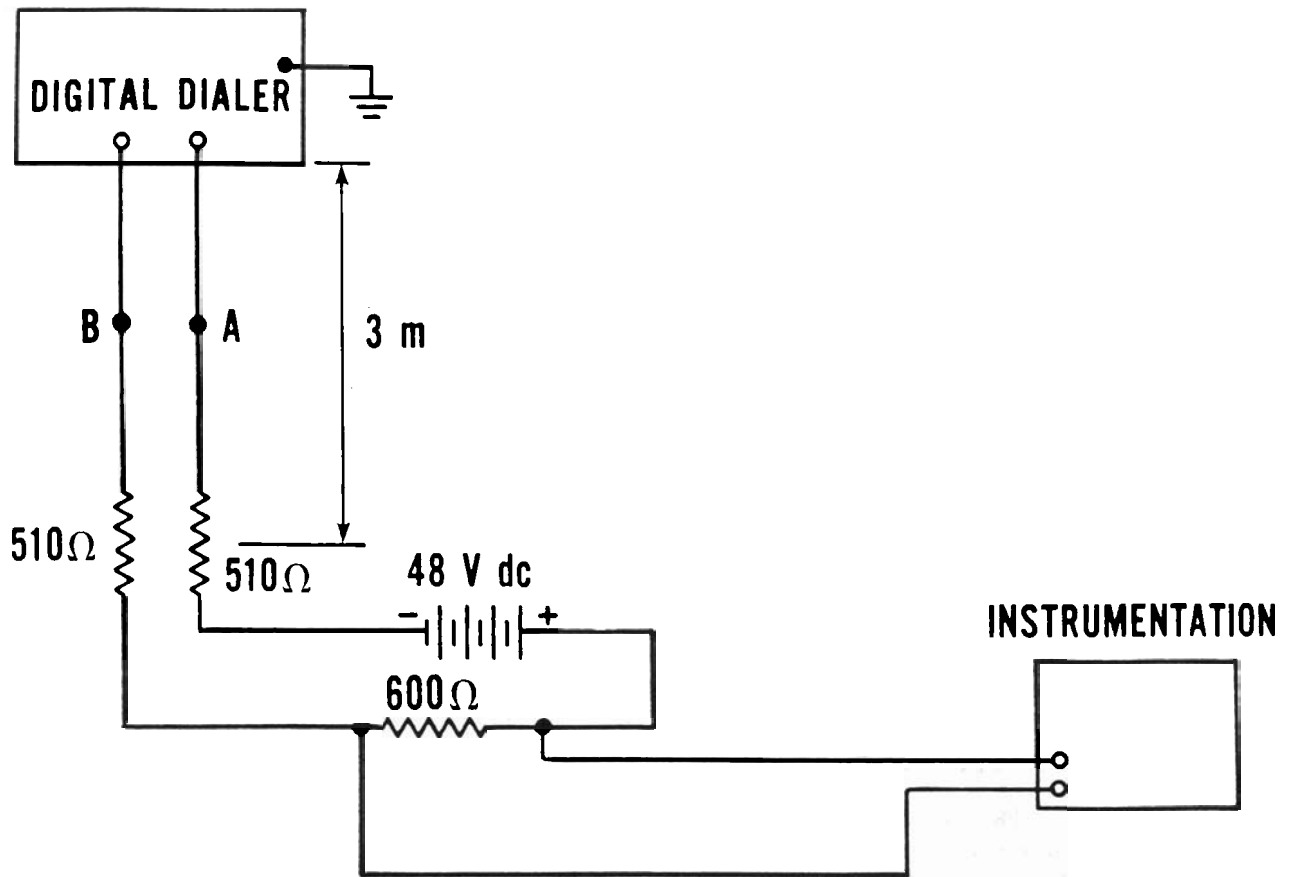 DIGITAL DIALER
B
A
3 m
510Ω
510Ω
48 V dc
-
+
600Ω
INSTRUMENTATION